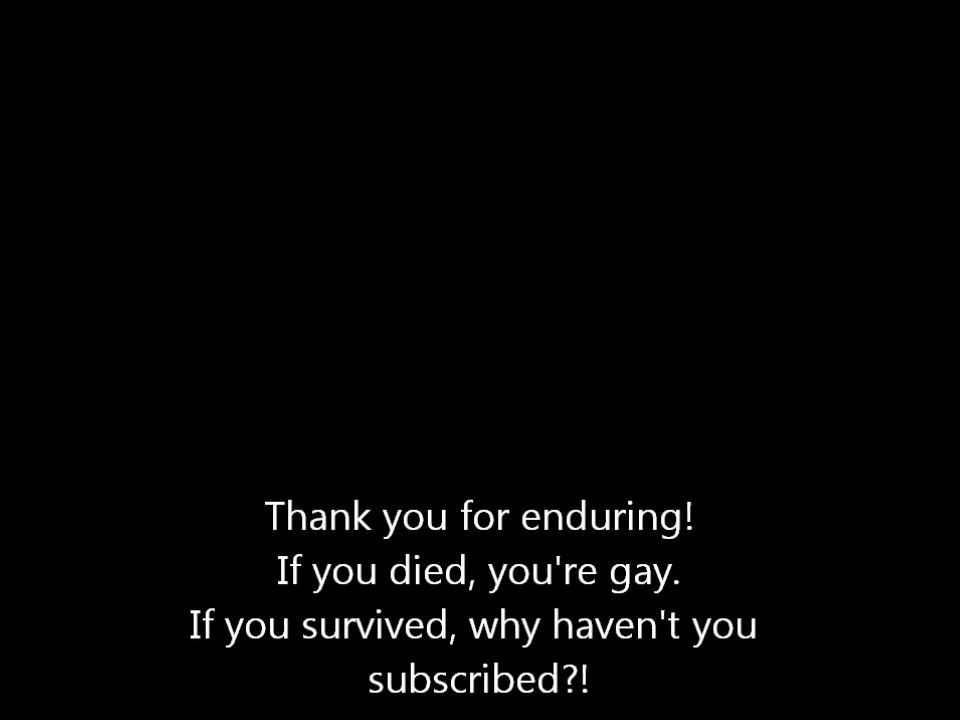 Thank you for enduring!
If you died, you're gay.
If you survived, why haven't you
subscribed?!